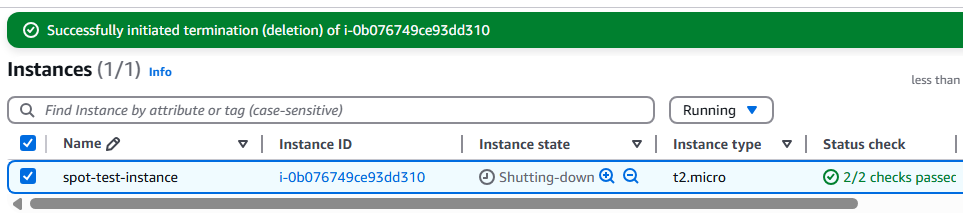 Successfully initiated termination (deletion) of i-0b076749ce93dd310
Instances (1/1) Info
less than
Find Instance by attribute or tag (case-sensitive) Running
Name Instance ID Instance state Instance type Status check
spot-test-instance i-0b076749ce93dd310 Shutting-down t2.micro 2/2 checks passed